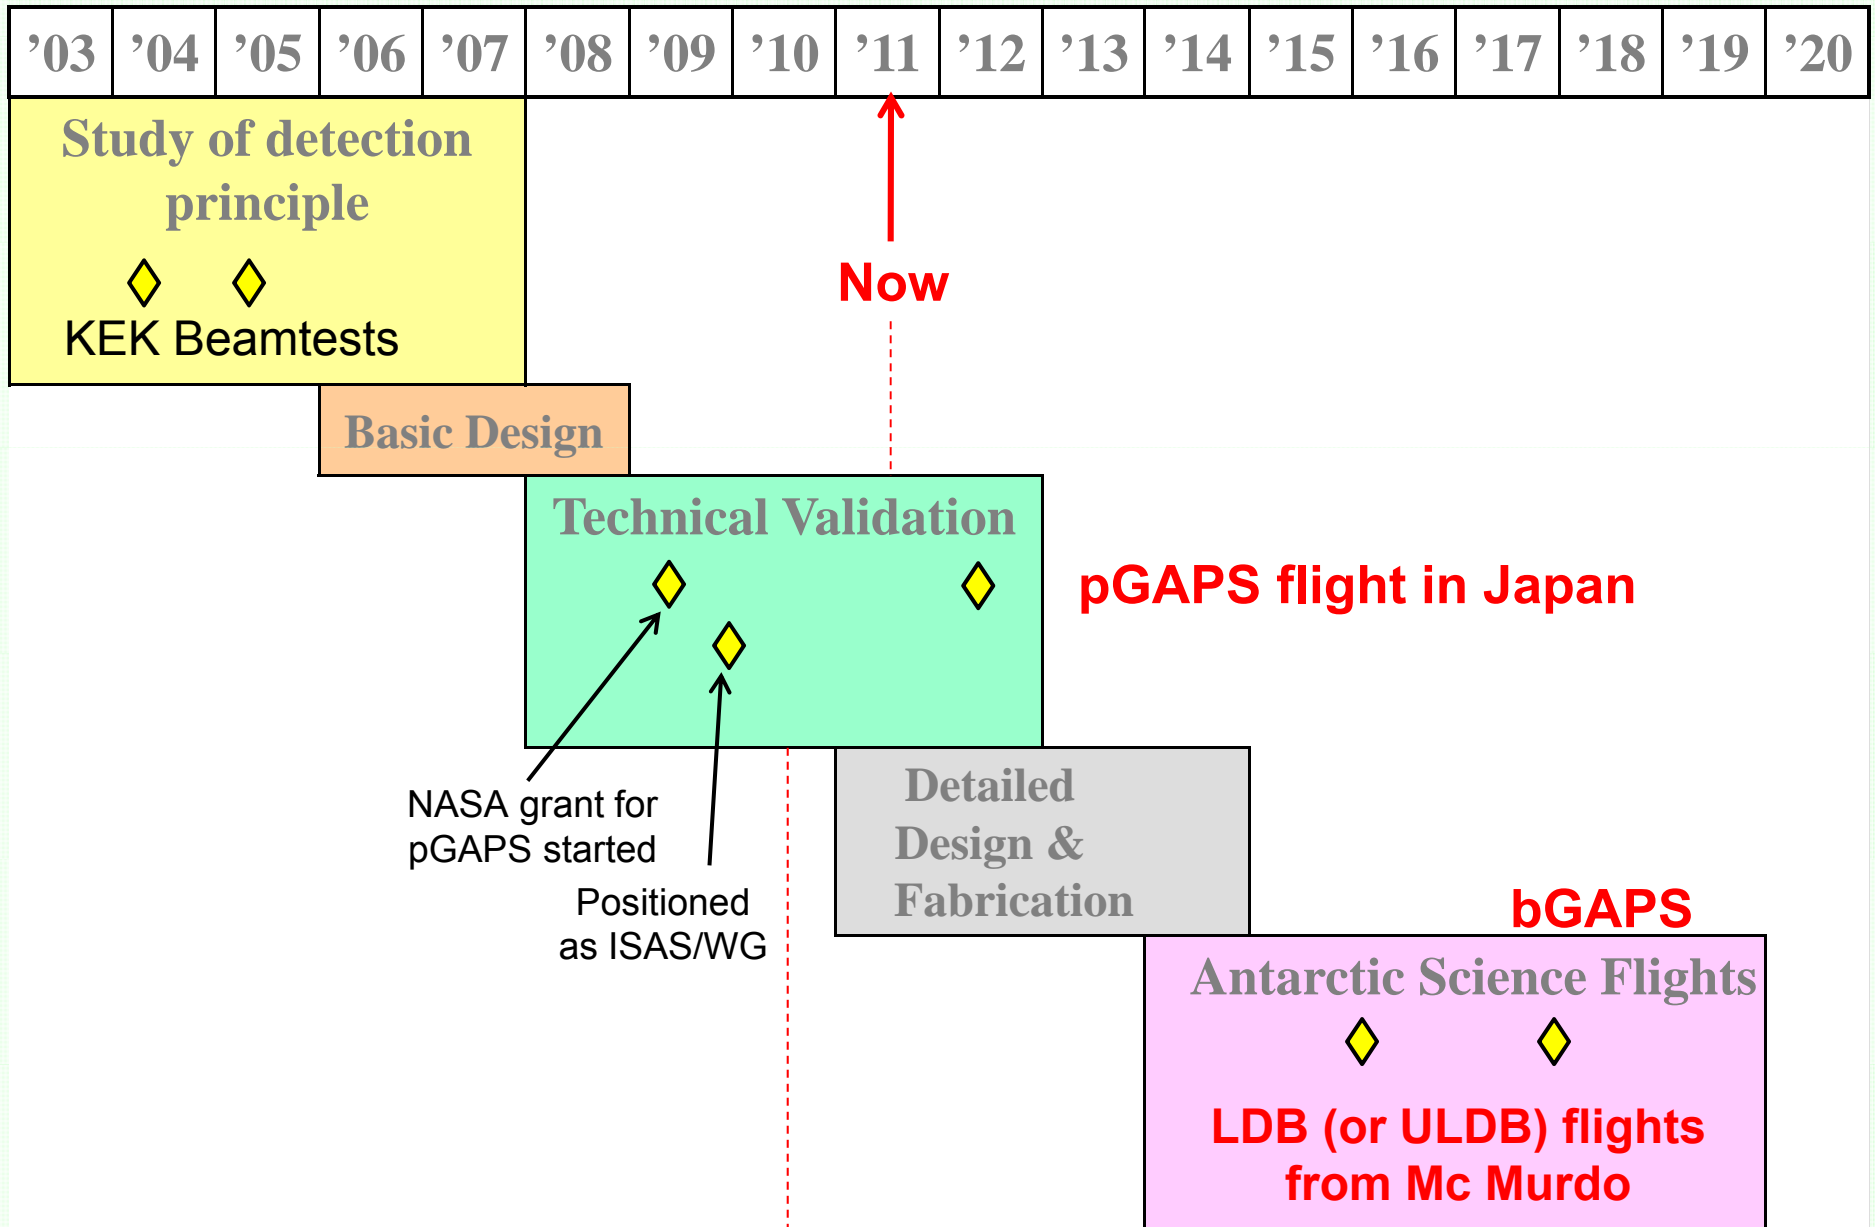 ’03 ’04 ’05 ’06 ’07 ’08 ’09 ’10 ’11 ’12 ’13 ’14 ’15 ’16 ’17 ’18 ’19 ’20
Study of detection
principle
KEK Beamtests
Now
Basic Design
Technical Validation
pGAPS flight in Japan
NASA grant for
pGAPS started
Positioned
as ISAS/WG
Detailed
Design &
Fabrication
bGAPS
Antarctic Science Flights
LDB (or ULDB) flights
from Mc Murdo